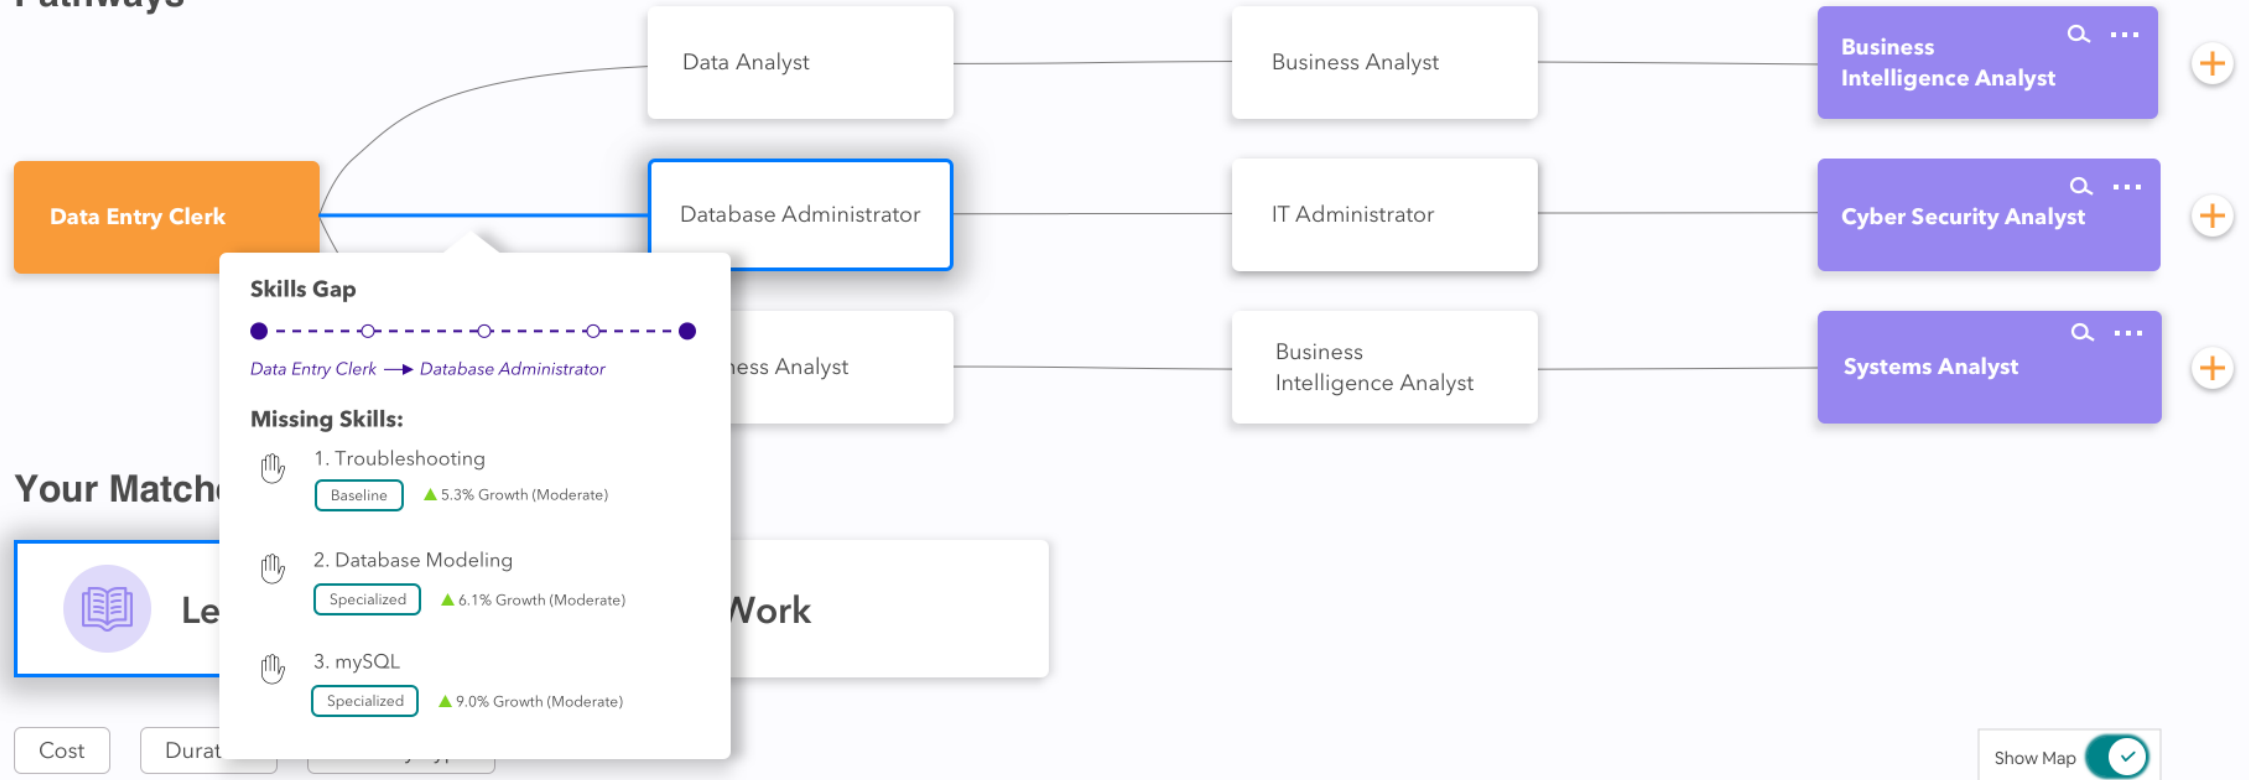 Pathways
Data Analyst
Business Analyst
Business
Intelligence Analyst
Data Entry Clerk
Database Administrator
IT Administrator
Cyber Security Analyst
Skills Gap
Data Entry Clerk → Database Administrator
ness Analyst
Business
Intelligence Analyst
Systems Analyst
Missing Skills:
1. Troubleshooting
Baseline
5.3% Growth (Moderate)
Your Match
2. Database Modeling
Specialized
6.1% Growth (Moderate)
Le
Work
3. mySQL
Specialized
9.0% Growth (Moderate)
Cost
Durat
Show Map